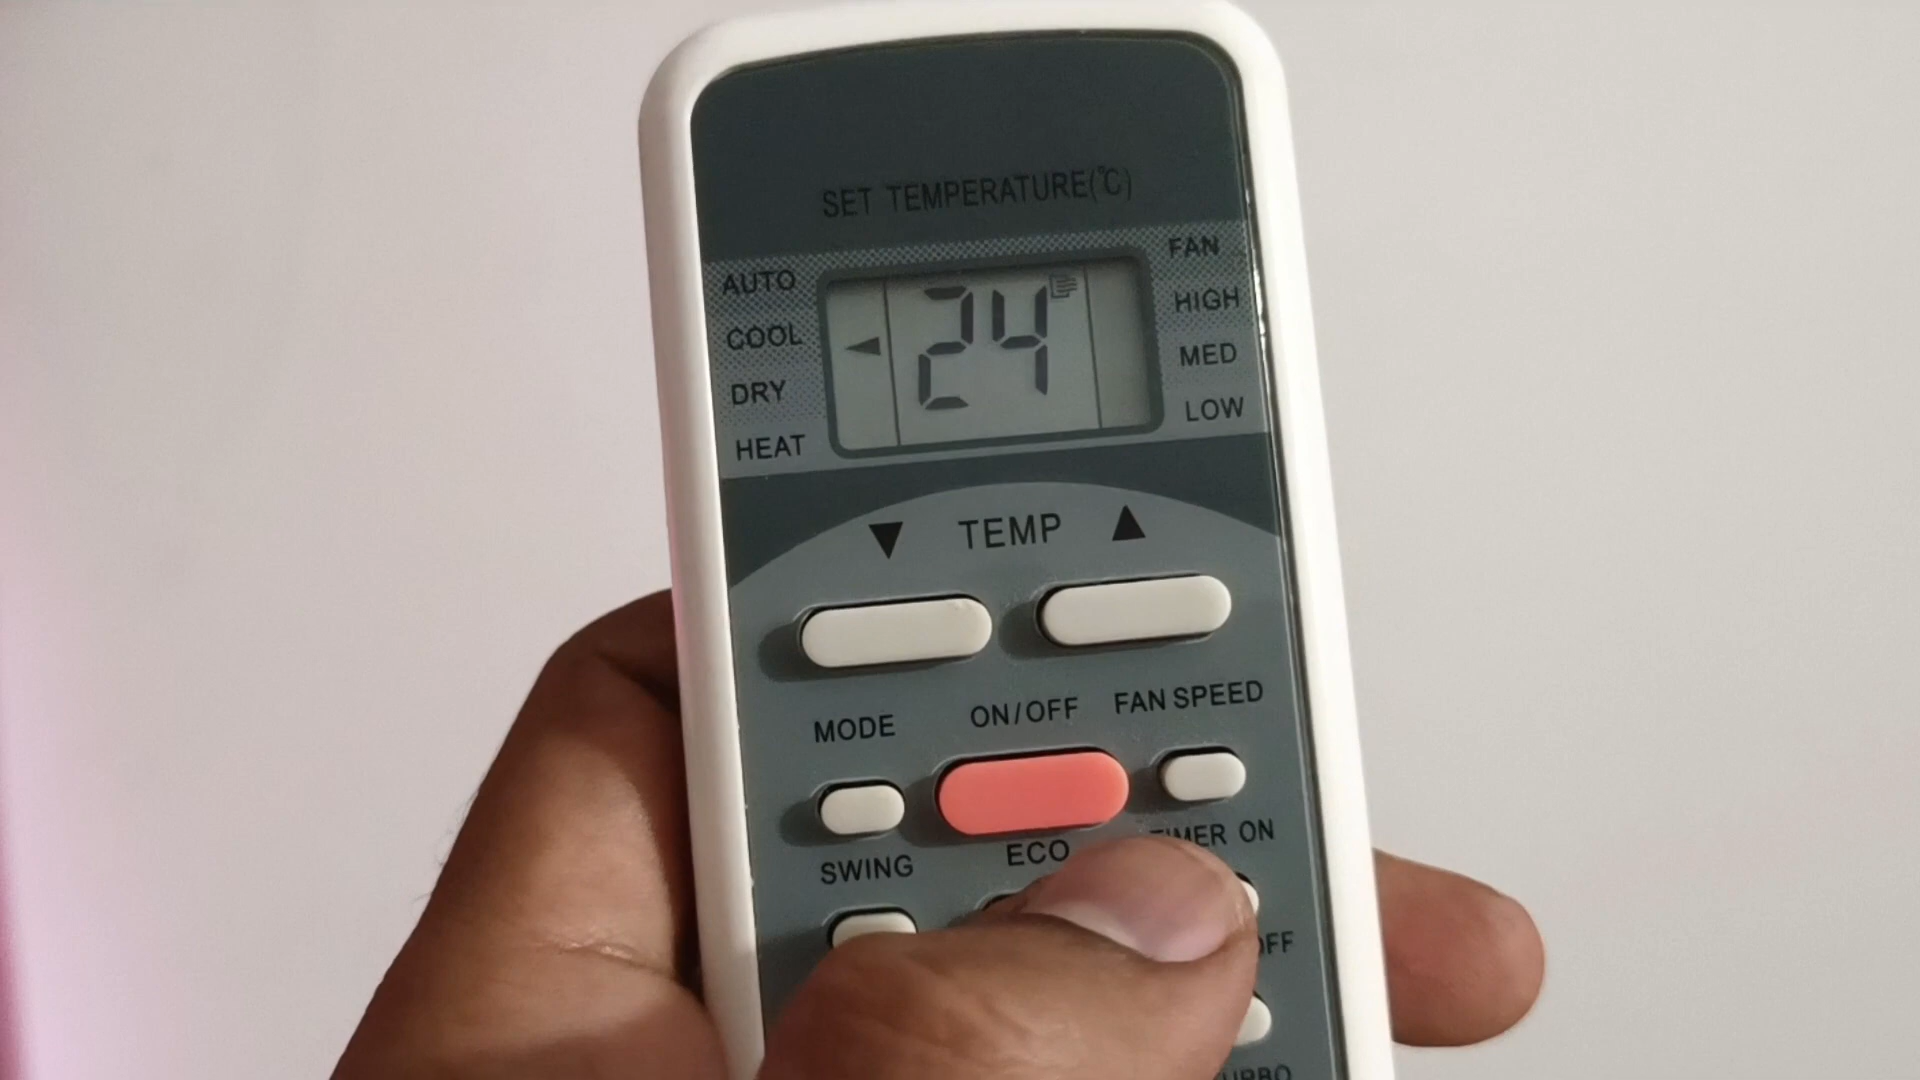 SET TEMPERATURE(°C)
AUTO
COOL
DRY
HEAT
24
FAN
HIGH
MED
LOW
▼ TEMP ▲
MODE ON/OFF FAN SPEED
SWING ECO TIMER ON